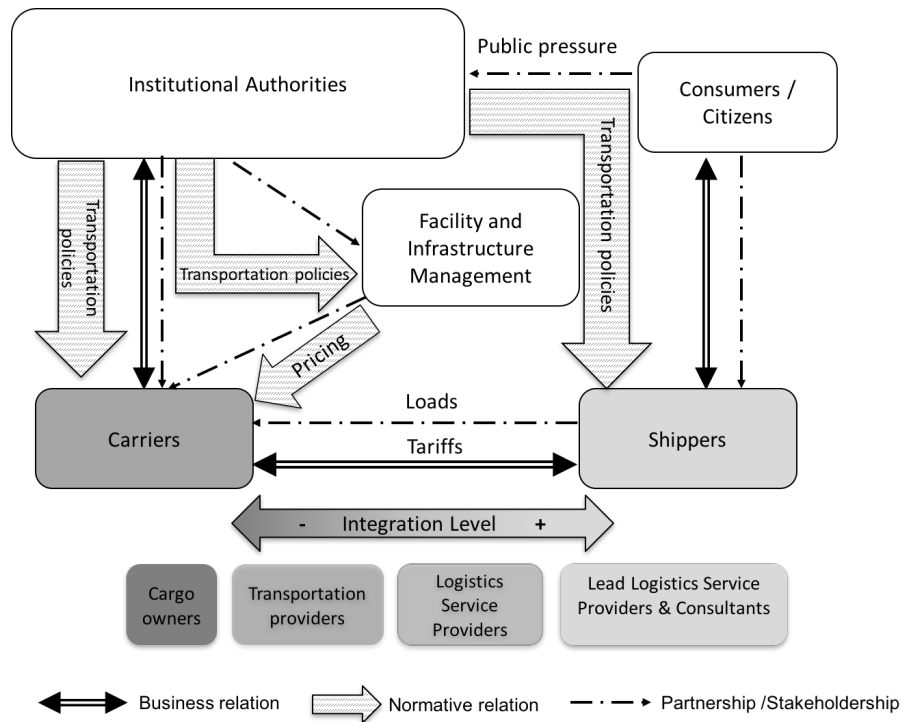 Public pressure
Institutional Authorities
Consumers /
Citizens
Transportation
policies
Transportation policies
Facility and
Infrastructure
Management
Transportation policies
Pricing
Loads
Carriers
Tariffs
Shippers
- Integration Level +
Cargo
owners
Transportation
providers
Logistics
Service
Providers
Lead Logistics Service
Providers & Consultants
Business relation
Normative relation
Partnership /Stakeholdership